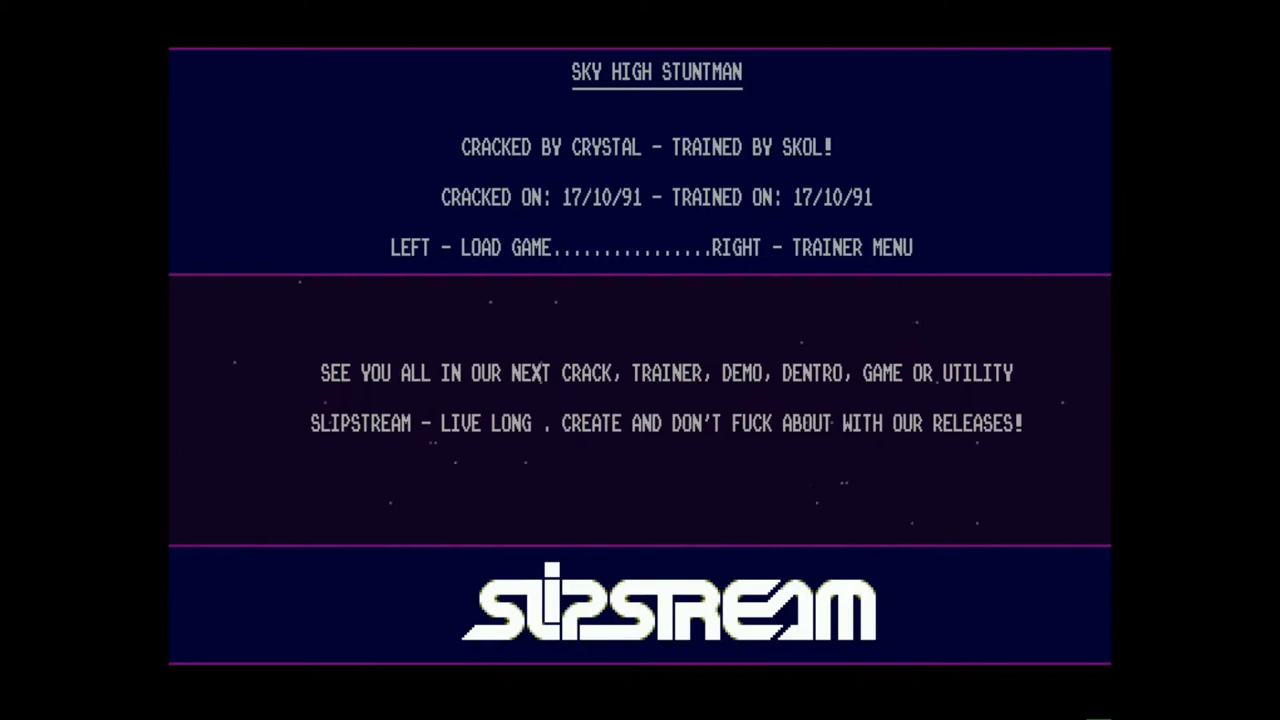 SKY HIGH STUNTMAN
CRACKED BY CRYSTAL - TRAINED BY SKOL!
CRACKED ON: 17/10/91 - TRAINED ON: 17/10/91
LEFT - LOAD GAME................RIGHT - TRAINER MENU
SEE YOU ALL IN OUR NEXT CRACK, TRAINER, DEMO, DENTRO, GAME OR UTILITY
SLIPSTREAM - LIVE LONG . CREATE AND DON'T FUCK ABOUT WITH OUR RELEASES!
SLIPSTREAM